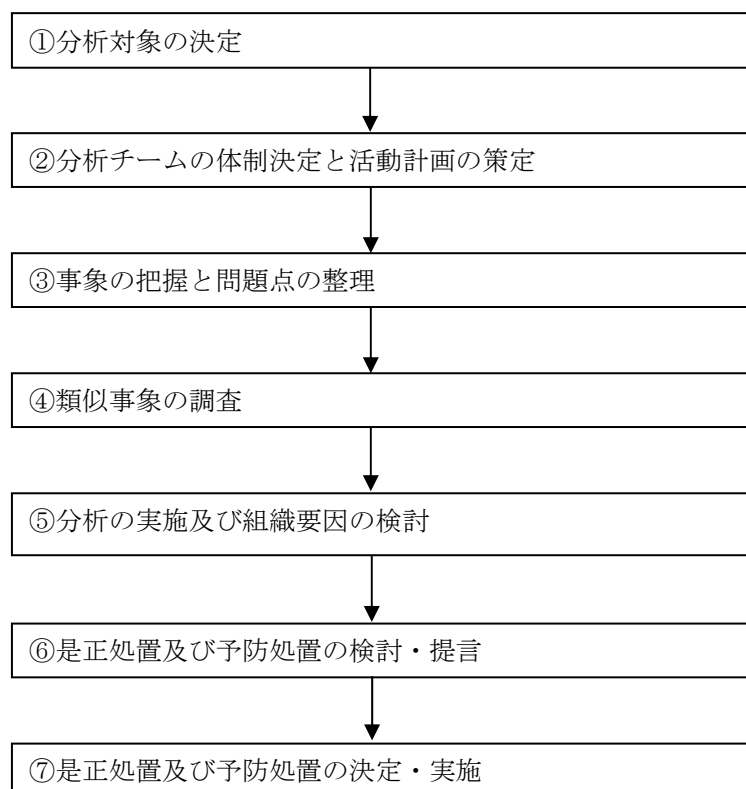 ①分析対象の決定
②分析チームの体制決定と活動計画の策定
③事象の把握と問題点の整理
④類似事象の調査
⑤分析の実施及び組織要因の検討
⑥是正処置及び予防処置の検討・提言
⑦是正処置及び予防処置の決定・実施